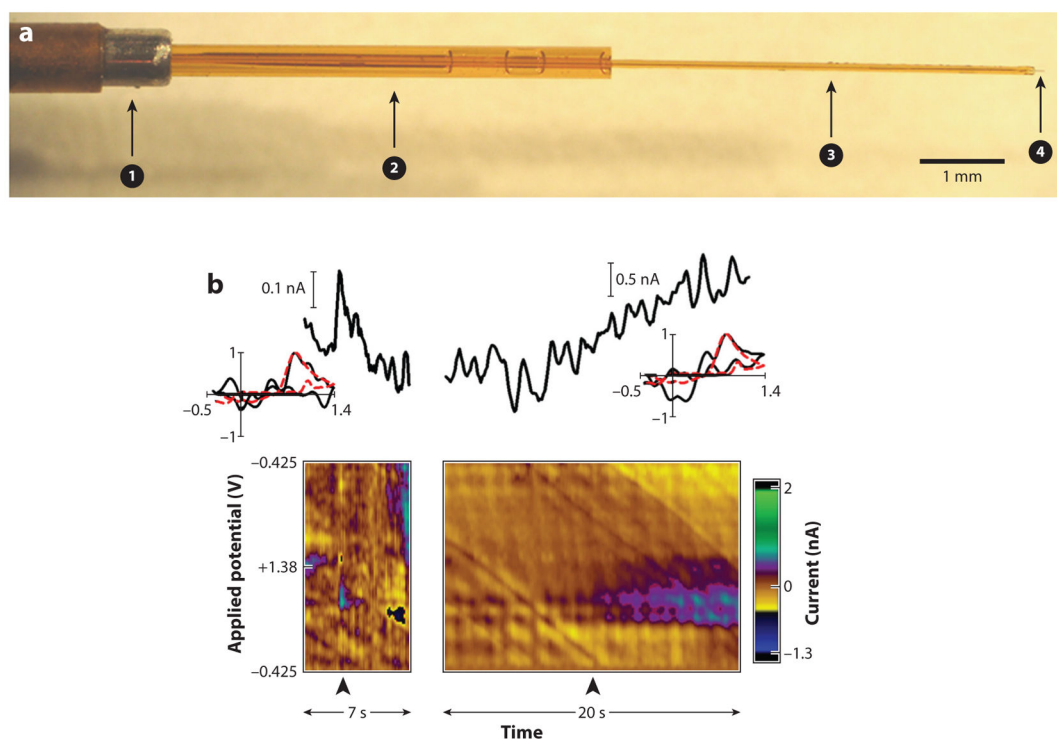 a
1
2
3
4
1 mm
b
0.1 nA
0.5 nA
1
−0.5
1.4
−1
1
−0.5
1.4
−1
Applied potential (V)
−0.425
+1.38
−0.425
Current (nA)
2
0
−1.3
7 s
20 s
Time